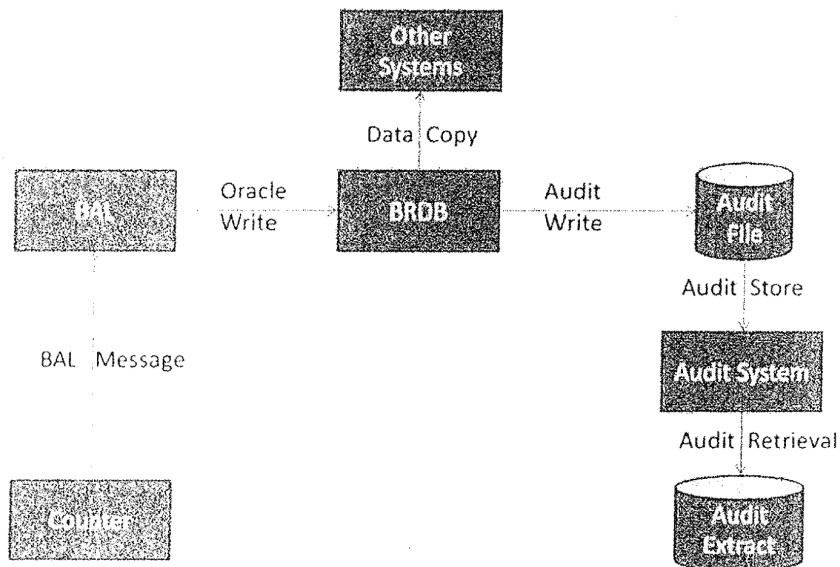 Other
Systems
Data Copy
BAL
Oracle
Write
BRDB
Audit
Write
Audit
File
Audit Store
BAL Message
Audit System
Audit Retrieval
Counter
Audit
Extract